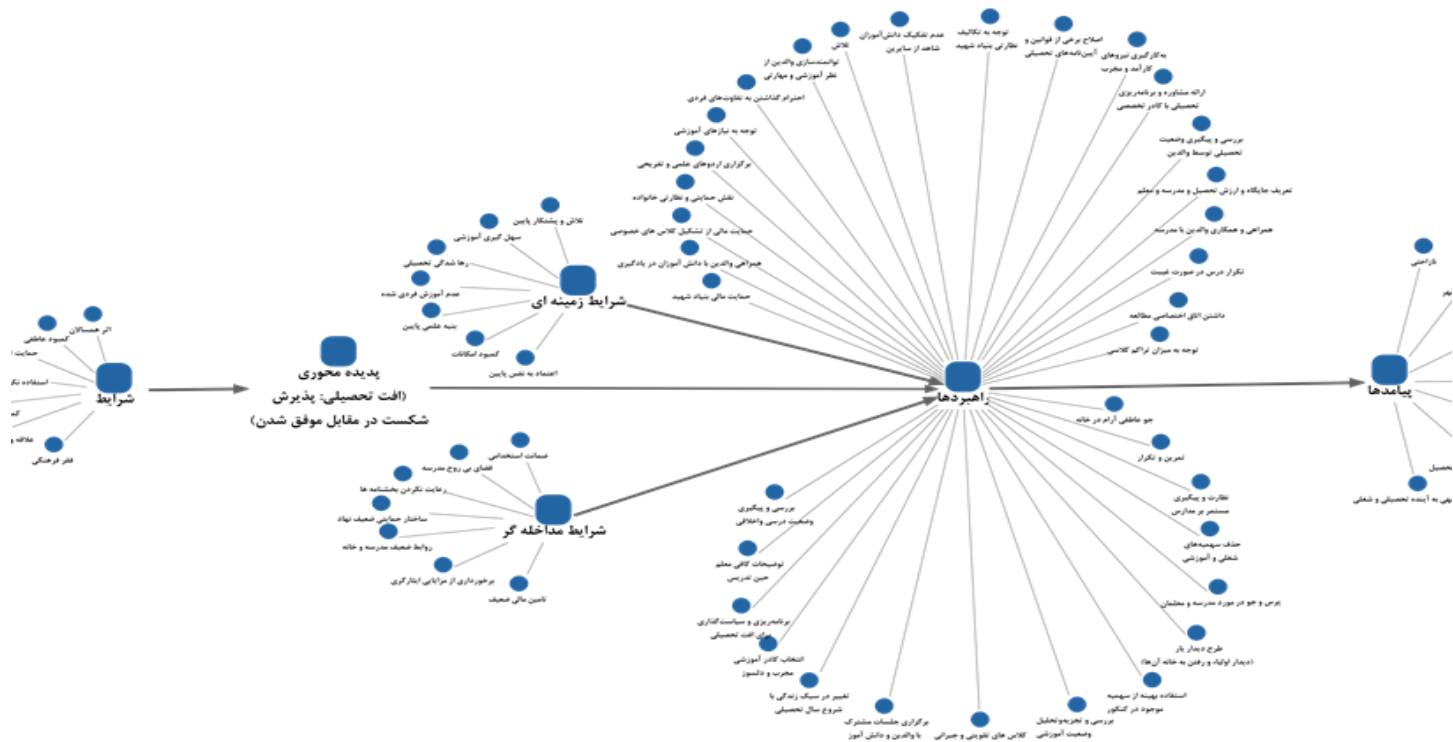 اثر همسالان
کمبود عاطفی
حمایت
استفاده نکر
علاقه و
فقر فرهنگی
شرایط
پدیده محوری
(افت تحصیلی: پذیرش
شکست در مقابل موفق شدن)
تلاش و پشتکار پایین
سهل گیری آموزشی
رها شدگی تحصیلی
عدم آموزش فردی شده
بنیه علمی پایین
کمبود امکانات
اعتماد به نفس پایین
شرایط زمینه ای
ضمانت استخدامی
فضای بی روح مدرسه
رعایت نکردن بخشنامه ها
ساختار حمایتی ضعیف نهاد
روابط ضعیف مدرسه و خانه
برخورداری از مزایایی ایثارگری
تامین مالی ضعیف
شرایط مداخله گر
به‌کارگیری نیروهای
کارآمد و مجرب
اصلاح برخی از قوانین و
آیین‌نامه‌های تحصیلی
توجه به تکالیف
نظارتی بنیاد شهید
عدم تفکیک دانش‌آموزان
شاهد از سایرین
تلاش
توانمندسازی والدین از
نظر آموزشی و مهارتی
احترام گذاشتن به تفاوت‌های فردی
توجه به نیازهای آموزشی
برگزاری اردوهای علمی و تفریحی
نقش حمایتی و نظارتی خانواده
حمایت مالی از تشکیل کلاس های خصوصی
همراهی والدین با دانش آموزان در یادگیری
حمایت مالی بنیاد شهید
ارائه مشاوره و برنامه‌ریزی
تحصیلی با کادر تخصصی
بررسی و پیگیری وضعیت
تحصیلی توسط والدین
تعریف جایگاه و ارزش تحصیل و مدرسه و معلم
همراهی و همکاری والدین با مدرسه
تکرار درس در صورت غیبت
داشتن اتاق اختصاصی مطالعه
توجه به میزان تراکم کلاسی
راهبردها
جو عاطفی آرام در خانه
تمرین و تکرار
نظارت و پیگیری
مستمر بر مدارس
حذف سهمیه‌های
شغلی و آموزشی
پرس و جو در مورد مدرسه و معلمان
طرح دیدار یار
(دیدار اولیاء و رفتن به خانه آن‌ها)
استفاده بهینه از سهمیه
موجود در کنکور
بررسی و تجزیه‌وتحلیل
وضعیت آموزشی
کلاس های تقویتی و جبرانی
برگزاری جلسات مشترک
با والدین و دانش آموز
تغییر در سبک زندگی با
شروع سال تحصیلی
انتخاب کادر آموزشی
مجرب و دلسوز
برنامه‌ریزی و سیاست‌گذاری
برای افت تحصیلی
توضیحات کافی معلم
حین تدریس
بررسی و پیگیری
وضعیت درسی واخلاقی
ناراحتی
پیامدها
تحصیل
به آینده تحصیلی و شغلی